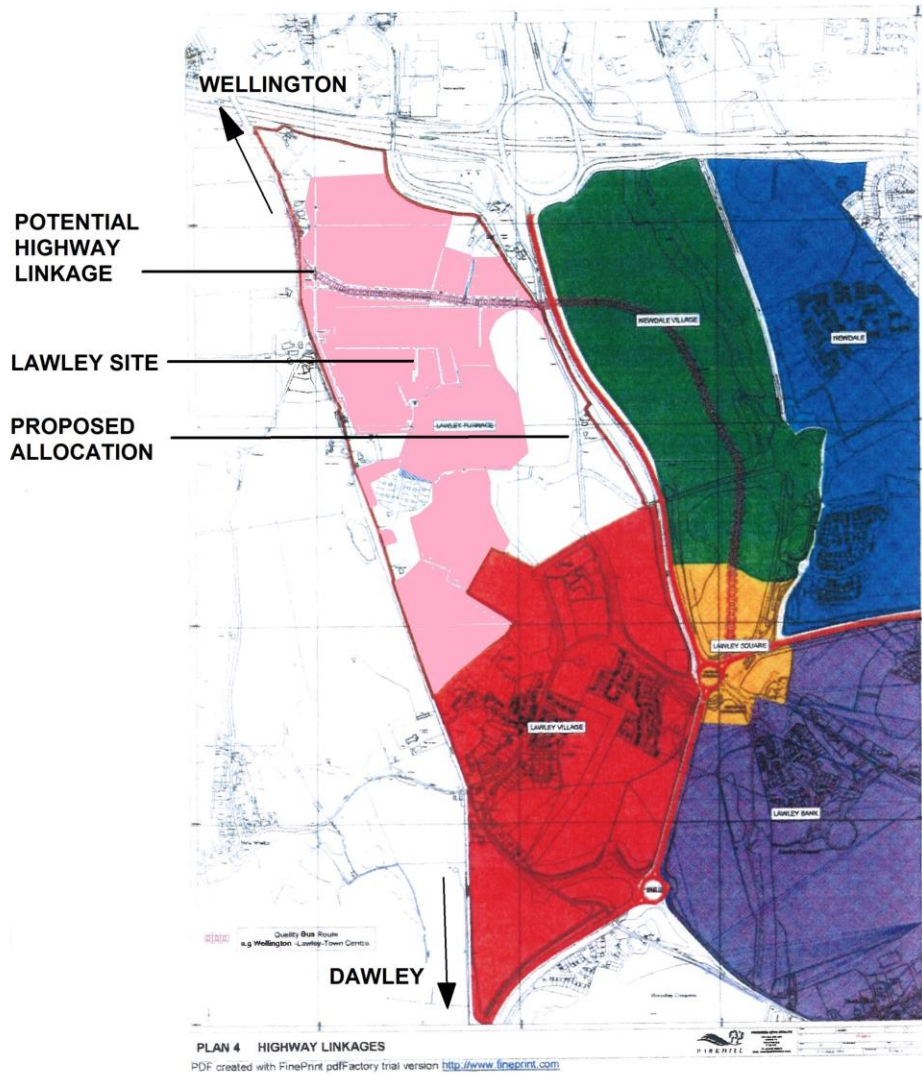 WELLINGTON
POTENTIAL
HIGHWAY
LINKAGE
NEWDALE VILLAGE
NEWDALE
LAWLEY SITE
PROPOSED
ALLOCATION
LAWLEY FURNACE
LAWLEY SQUARE
LAWLEY VILLAGE
LAWLEY BANK
Quality Bus Route
e.g Wellington -Lawley-Town Centre.
DAWLEY
PLAN 4 HIGHWAY LINKAGES
PDF created with FinePrint pdfFactory trial version http://www.fineprint.com